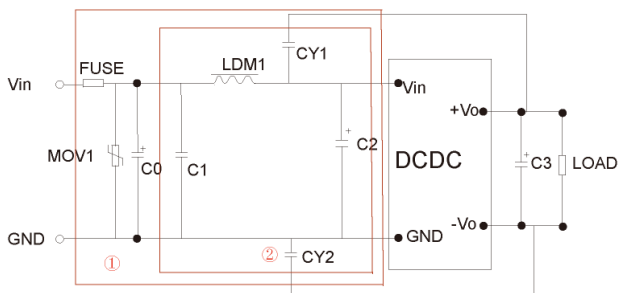 CY1
FUSE
LDM1
Vin
Vin
+Vo
MOV1
C0
C1
C2
DCDC
C3
LOAD
GND
GND
-Vo
①
②
CY2